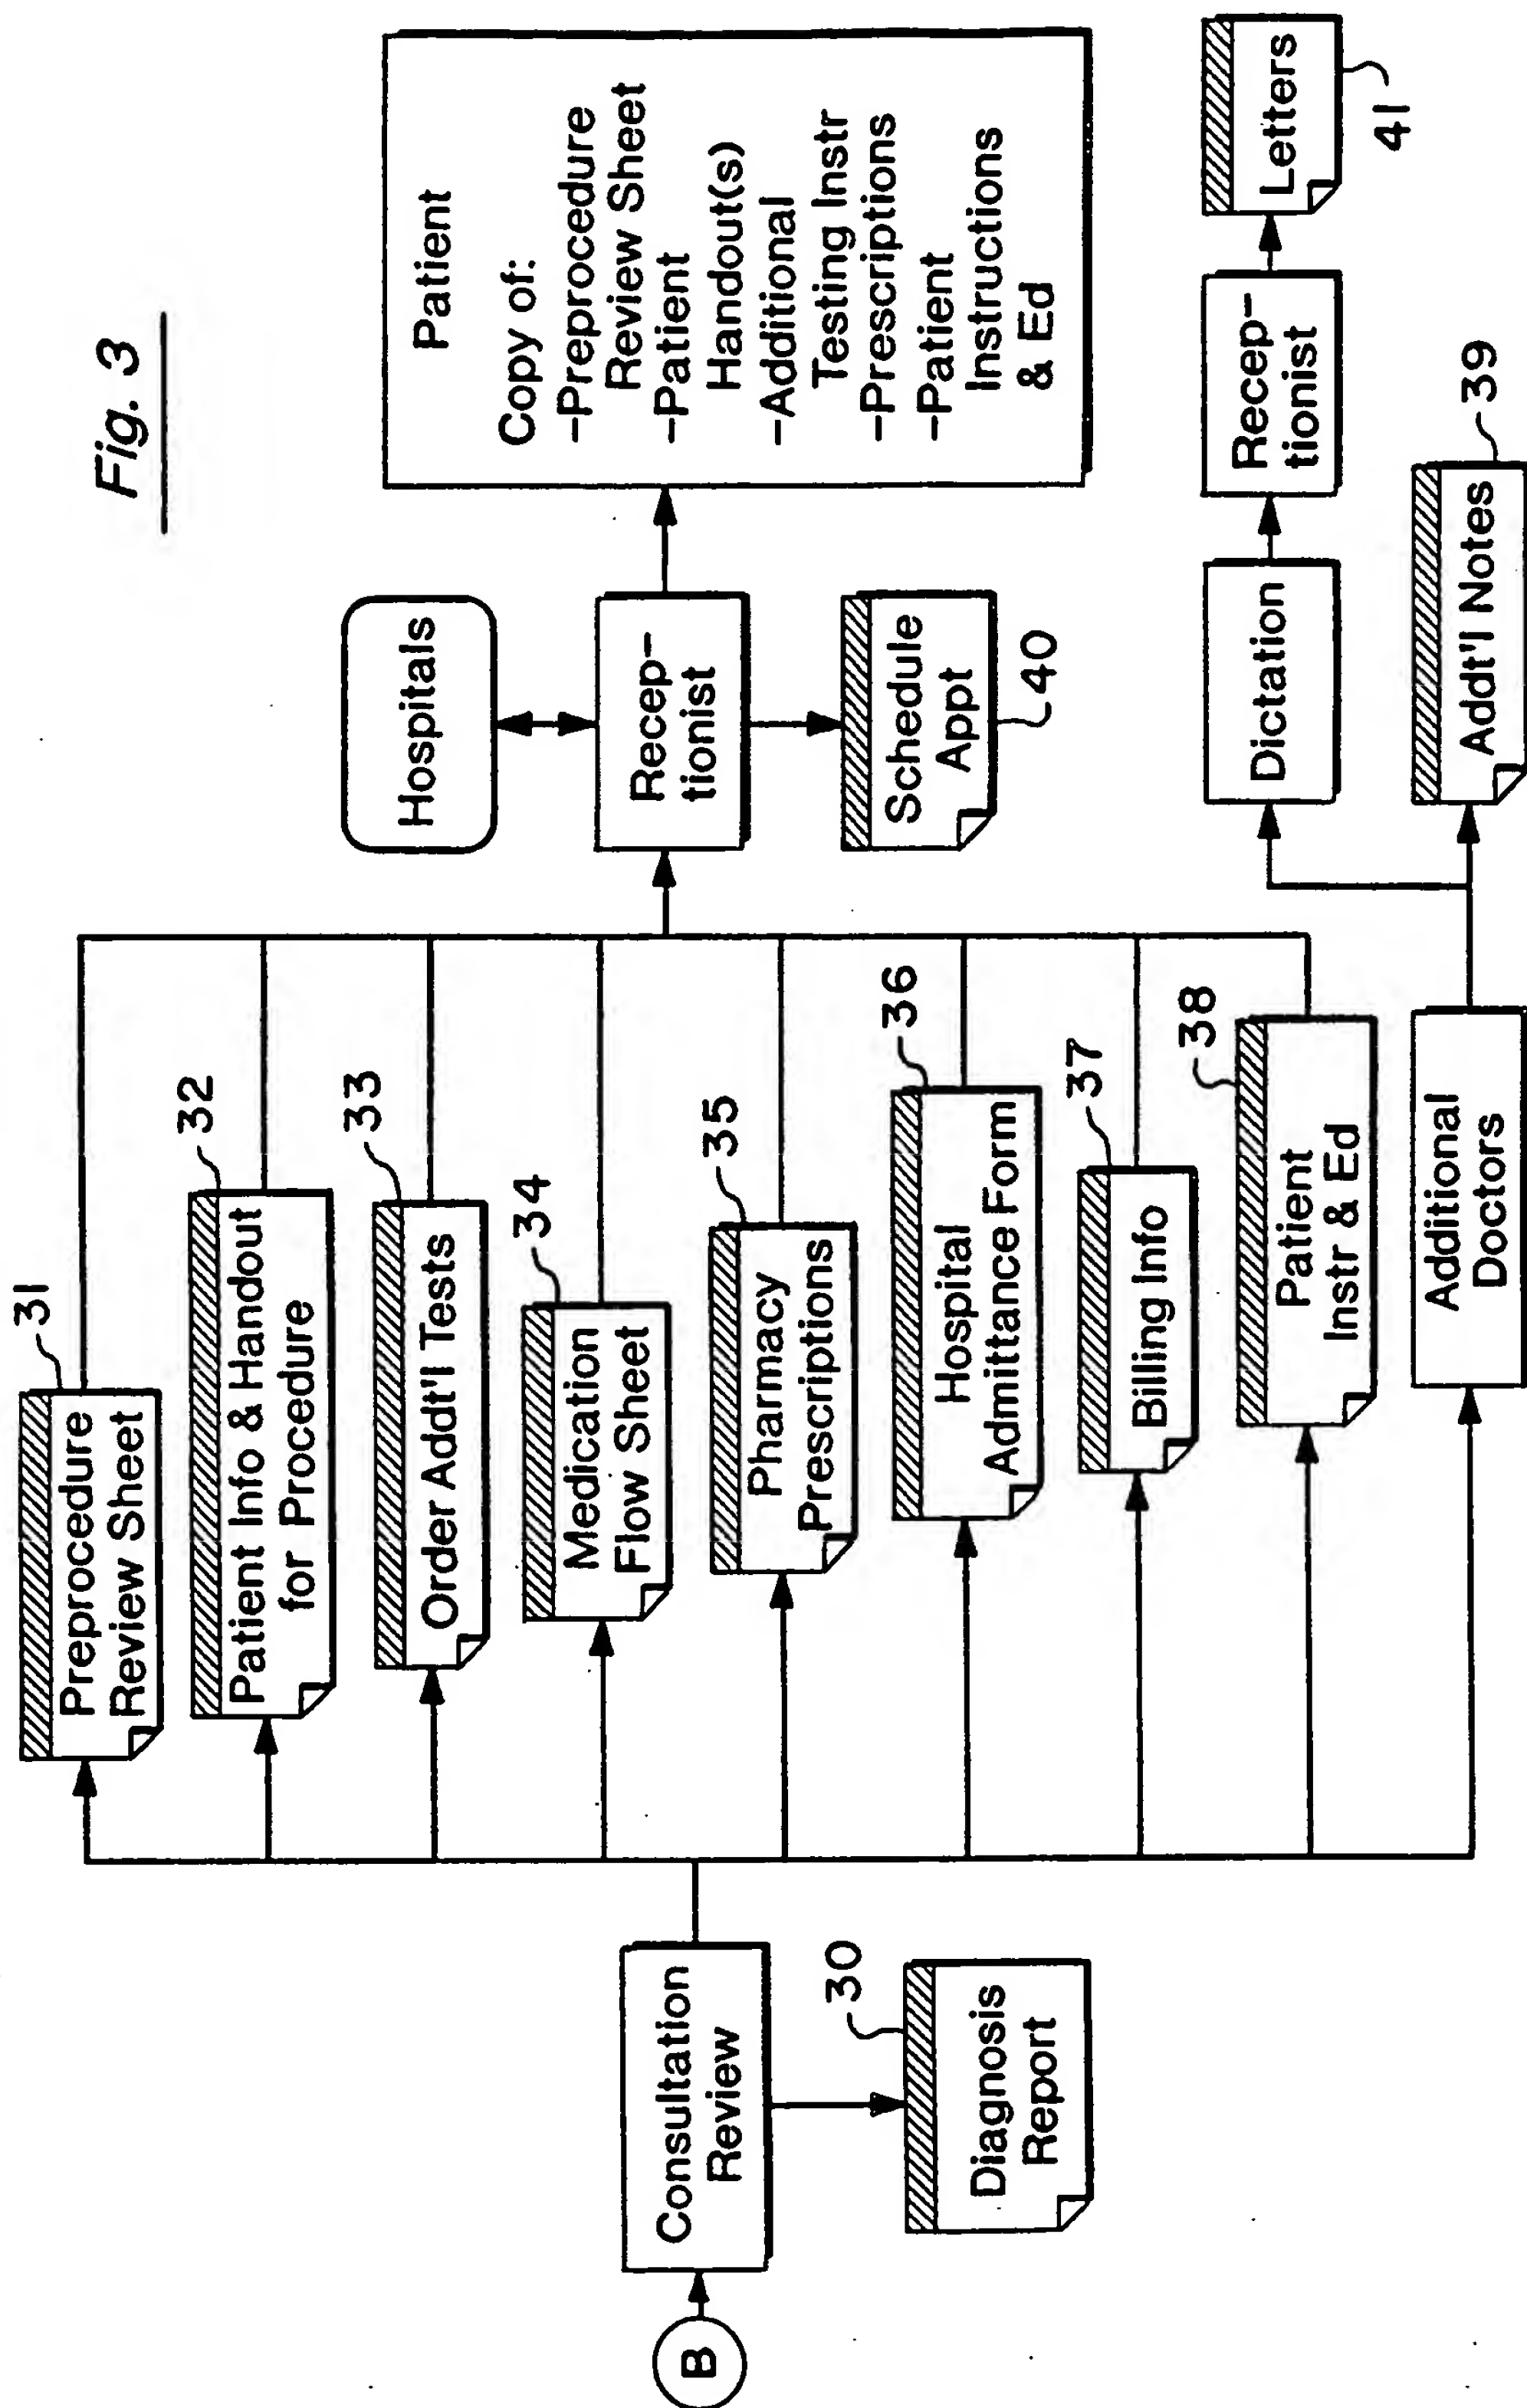 Fig. 3
B
Consultation
Review
30
Diagnosis
Report
31
Preprocedure
Review Sheet
32
Patient Info & Handout
for Procedure
33
Order Addt'l Tests
34
Medication
Flow Sheet
35
Pharmacy
Prescriptions
36
Hospital
Admittance Form
37
Billing Info
38
Patient
Instr & Ed
Additional
Doctors
Hospitals
Recep-
tionist
Schedule
Appt
40
Patient
Copy of:
-Preprocedure
Review Sheet
-Patient
Handout(s)
-Additional
Testing Instr
-Prescriptions
-Patient
Instructions
& Ed
Dictation
Recep-
tionist
Letters
41
Addt'l Notes
39